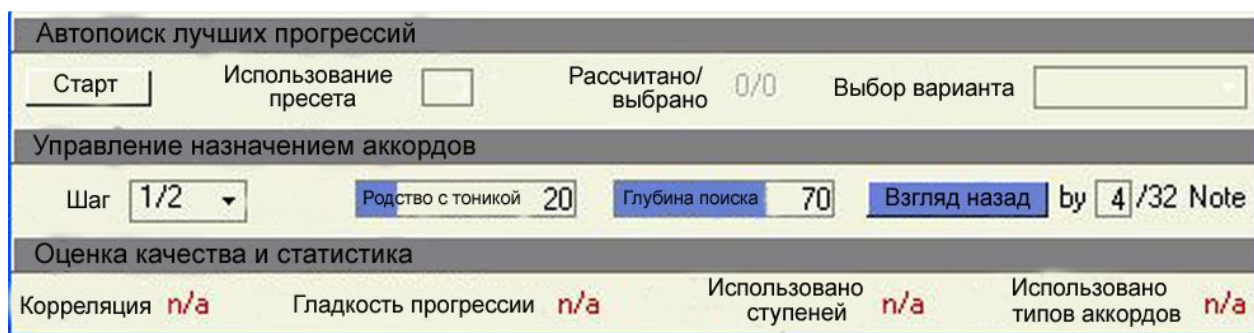 Автопоиск лучших прогрессий
Старт Использование пресета Рассчитано/выбрано 0/0 Выбор варианта
Управление назначением аккордов
Шаг 1/2 Родство с тоникой 20 Глубина поиска 70 Взгляд назад by 4 /32 Note
Оценка качества и статистика
Корреляция n/a Гладкость прогрессии n/a Использовано ступеней n/a Использовано типов аккордов n/a